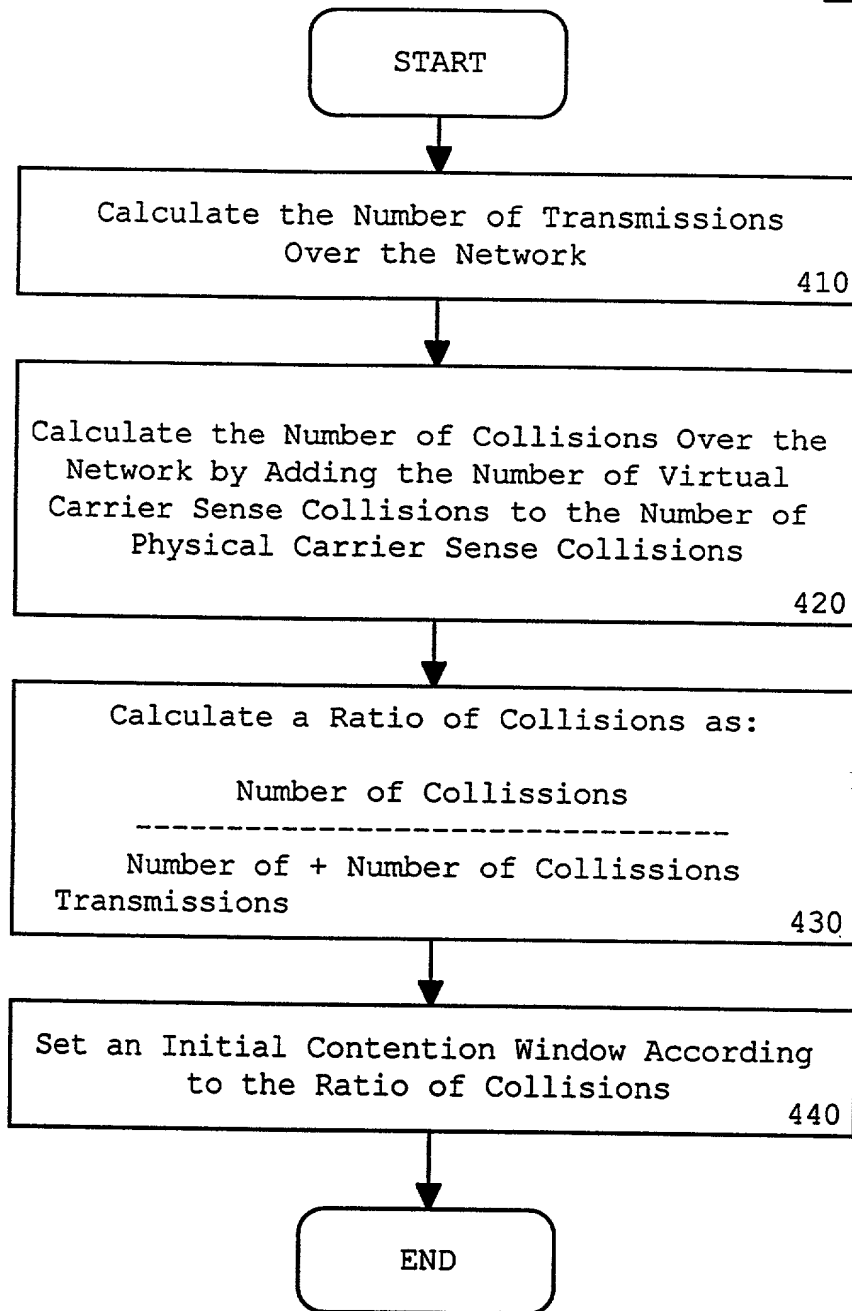 START
Calculate the Number of Transmissions
Over the Network
410
Calculate the Number of Collisions Over the
Network by Adding the Number of Virtual
Carrier Sense Collisions to the Number of
Physical Carrier Sense Collisions
420
Calculate a Ratio of Collisions as:
Number of Collissions
---------------------------------
Number of + Number of Collissions
Transmissions
430
Set an Initial Contention Window According
to the Ratio of Collisions
440
END